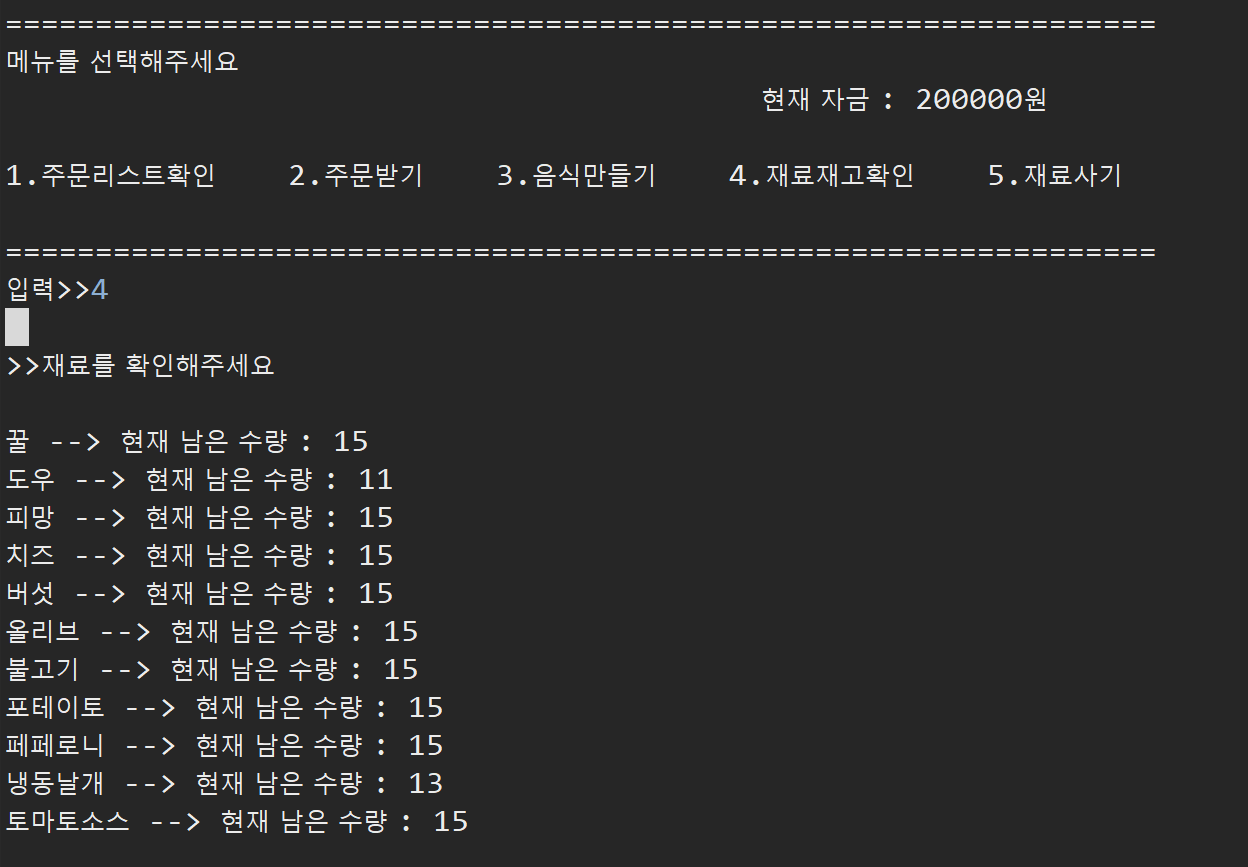 ================================================================
메뉴를 선택해주세요
현재 자금 : 200000원
1.주문리스트확인 2.주문받기 3.음식만들기 4.재료재고확인 5.재료사기
================================================================
입력>>4
>>재료를 확인해주세요
꿀 --> 현재 남은 수량 : 15
도우 --> 현재 남은 수량 : 11
피망 --> 현재 남은 수량 : 15
치즈 --> 현재 남은 수량 : 15
버섯 --> 현재 남은 수량 : 15
올리브 --> 현재 남은 수량 : 15
불고기 --> 현재 남은 수량 : 15
포테이토 --> 현재 남은 수량 : 15
페페로니 --> 현재 남은 수량 : 15
냉동날개 --> 현재 남은 수량 : 13
토마토소스 --> 현재 남은 수량 : 15